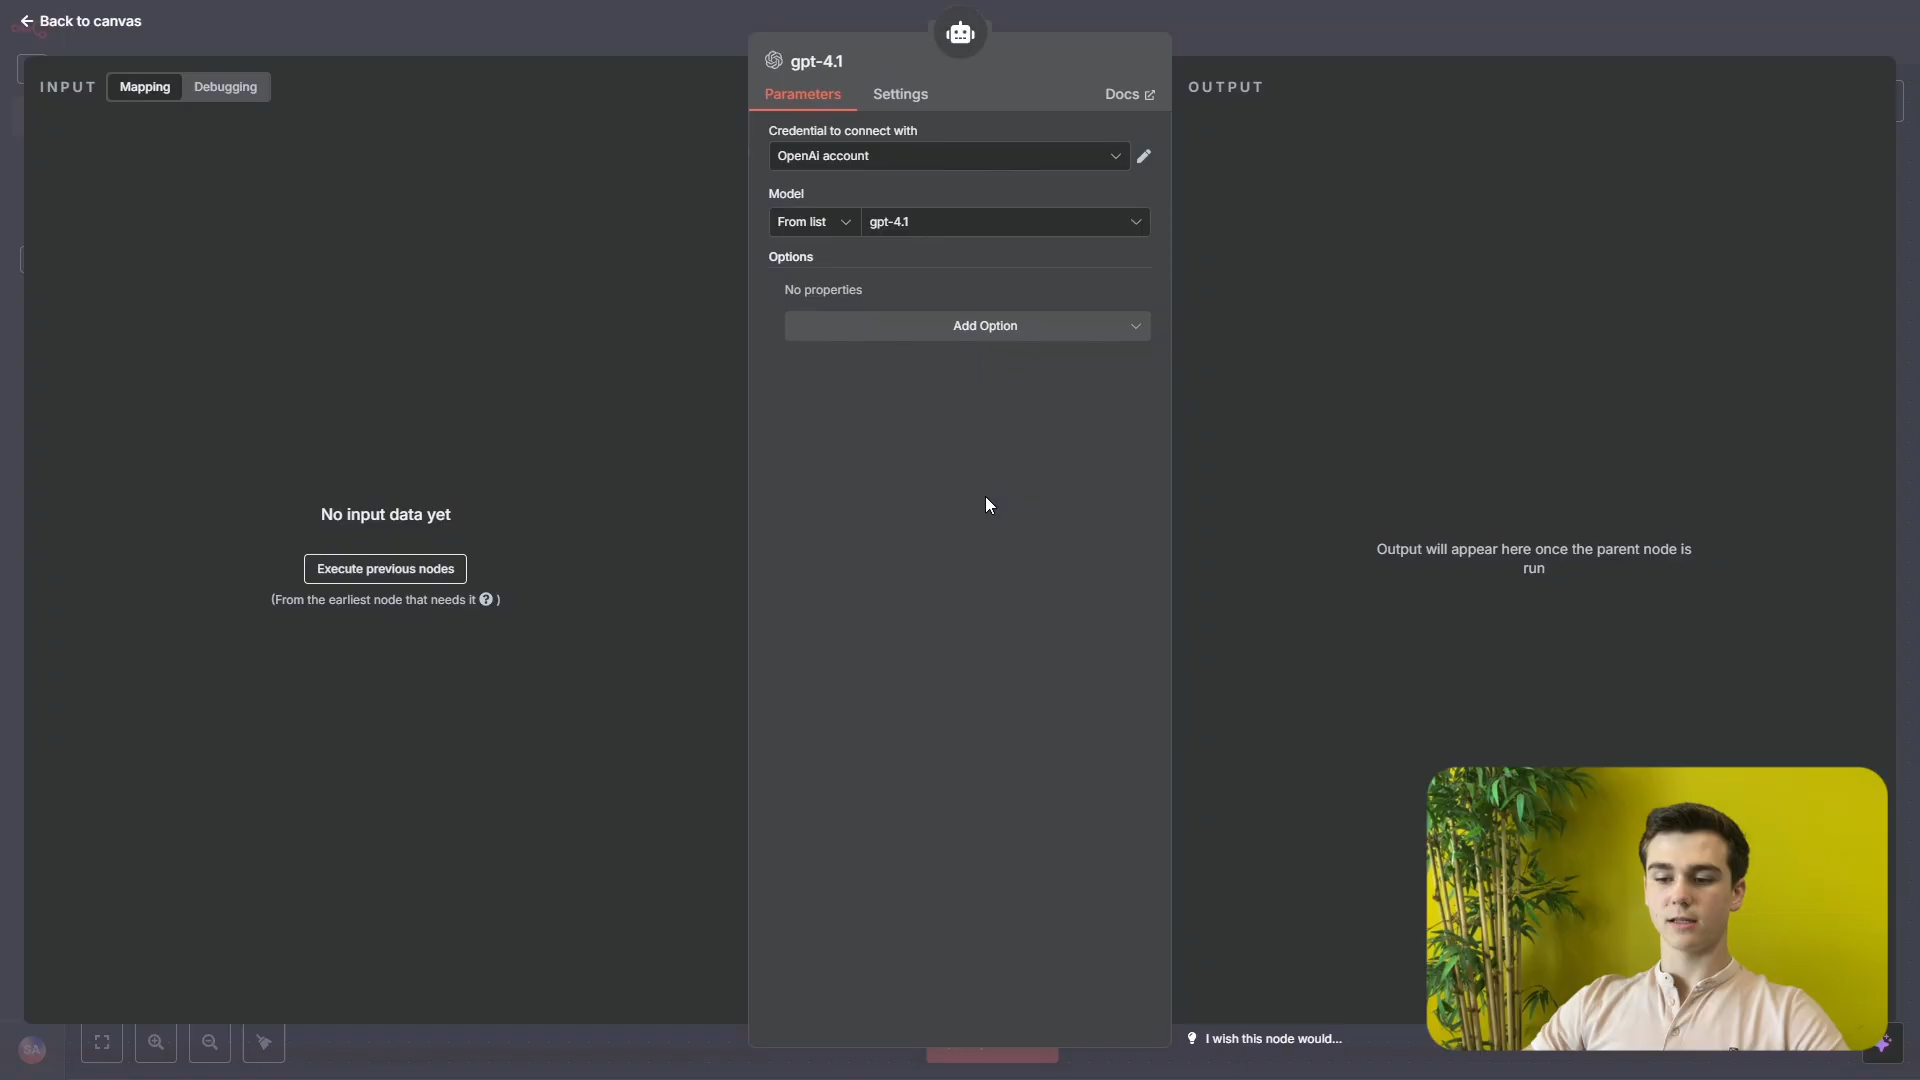 Back to canvas
INPUT
Mapping
Debugging
gpt-4.1
Parameters
Settings
Docs
OUTPUT
Credential to connect with
OpenAi account
Model
From list
gpt-4.1
Options
No properties
Add Option
No input data yet
Execute previous nodes
(From the earliest node that needs it ? )
Output will appear here once the parent node is
run
I wish this node would...
SA